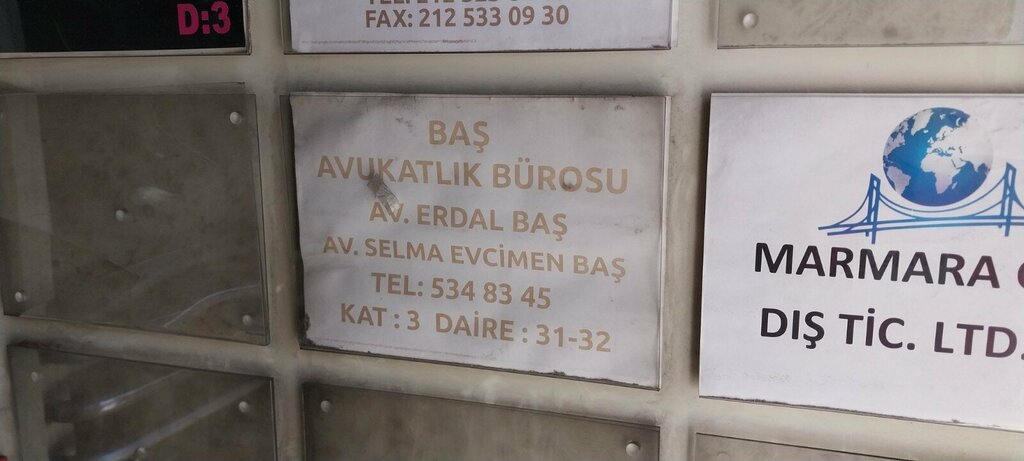 D:3
FAX: 212 533 09 30
BAŞ
AVUKATLIK BÜROSU
AV. ERDAL BAŞ
AV. SELMA EVCİMEN BAŞ
TEL: 534 83 45
KAT : 3 DAİRE : 31-32
MARMARA
DIŞ TİC. LTD.